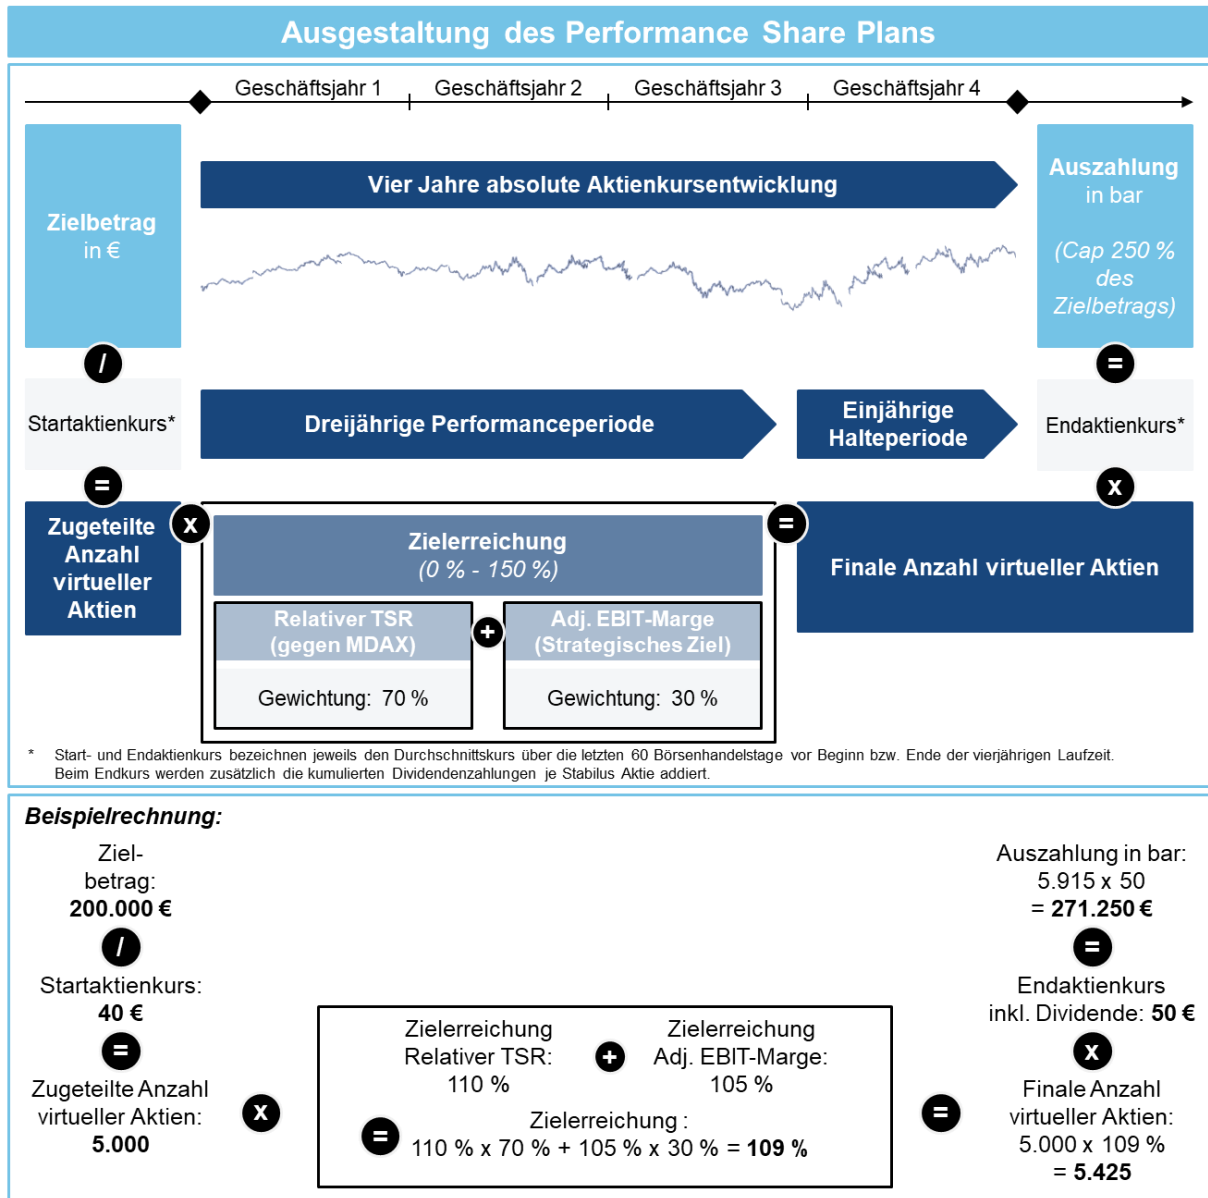 Ausgestaltung des Performance Share Plans
Geschäftsjahr 1
Geschäftsjahr 2
Geschäftsjahr 3
Geschäftsjahr 4
Zielbetrag
in €
Vier Jahre absolute Aktienkursentwicklung
Auszahlung
in bar
(Cap 250 %
des
Zielbetrags)
/
=
Startaktienkurs*
Dreijährige Performanceperiode
Einjährige
Halteperiode
Endaktienkurs*
=
x
Zugeteilte
Anzahl
virtueller
Aktien
x
Zielerreichung
(0 % - 150 %)
=
Finale Anzahl virtueller Aktien
Relativer TSR
(gegen MDAX)
+
Adj. EBIT-Marge
(Strategisches Ziel)
Gewichtung: 70 %
Gewichtung: 30 %
* Start- und Endaktienkurs bezeichnen jeweils den Durchschnittskurs über die letzten 60 Börsenhandelstage vor Beginn bzw. Ende der vierjährigen Laufzeit.
Beim Endkurs werden zusätzlich die kumulierten Dividendenzahlungen je Stabilus Aktie addiert.
Beispielrechnung:
Ziel-
betrag:
200.000 €
/
Startaktienkurs:
40 €
=
Zugeteilte Anzahl
virtueller Aktien:
5.000
x
Zielerreichung
Relativer TSR:
110 %
+
Zielerreichung
Adj. EBIT-Marge:
105 %
=
Zielerreichung :
110 % x 70 % + 105 % x 30 % = 109 %
=
Auszahlung in bar:
5.915 x 50
= 271.250 €
=
Endaktienkurs
inkl. Dividende: 50 €
x
Finale Anzahl
virtueller Aktien:
5.000 x 109 %
= 5.425